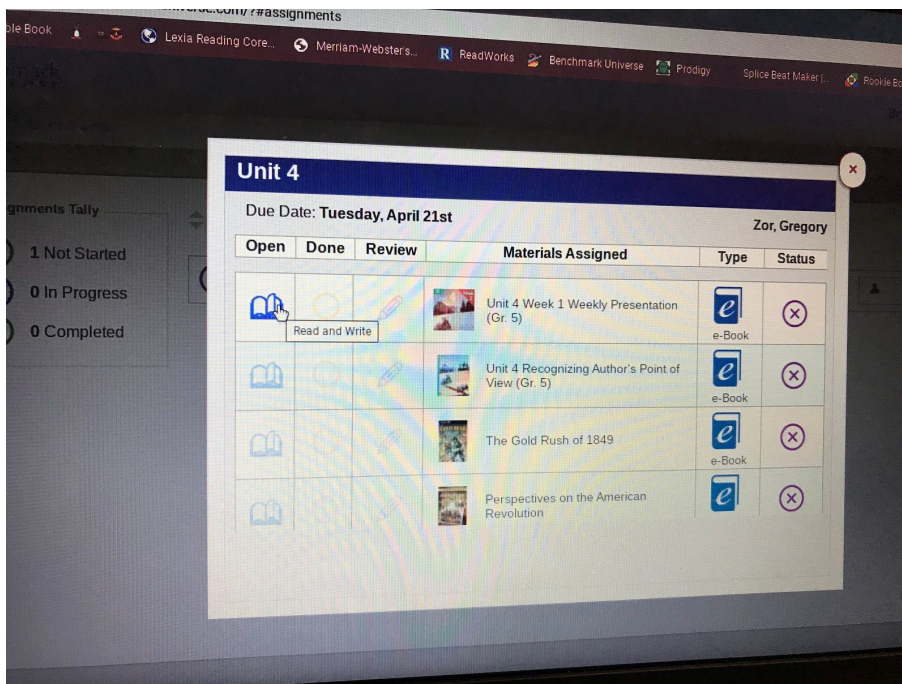 /?#assignments
ble Book
Lexia Reading Core...
Merriam-Webster's...
R ReadWorks
Benchmark Universe
Prodigy
Splice Beat Maker |...
Rookie
Unit 4
Due Date: Tuesday, April 21st
Zor, Gregory
gnments Tally
1 Not Started
0 In Progress
0 Completed
Open Done Review Materials Assigned Type Status
Read and Write
Unit 4 Week 1 Weekly Presentation
(Gr. 5)
e-Book
Unit 4 Recognizing Author's Point of
View (Gr. 5)
e-Book
The Gold Rush of 1849
e-Book
Perspectives on the American
Revolution